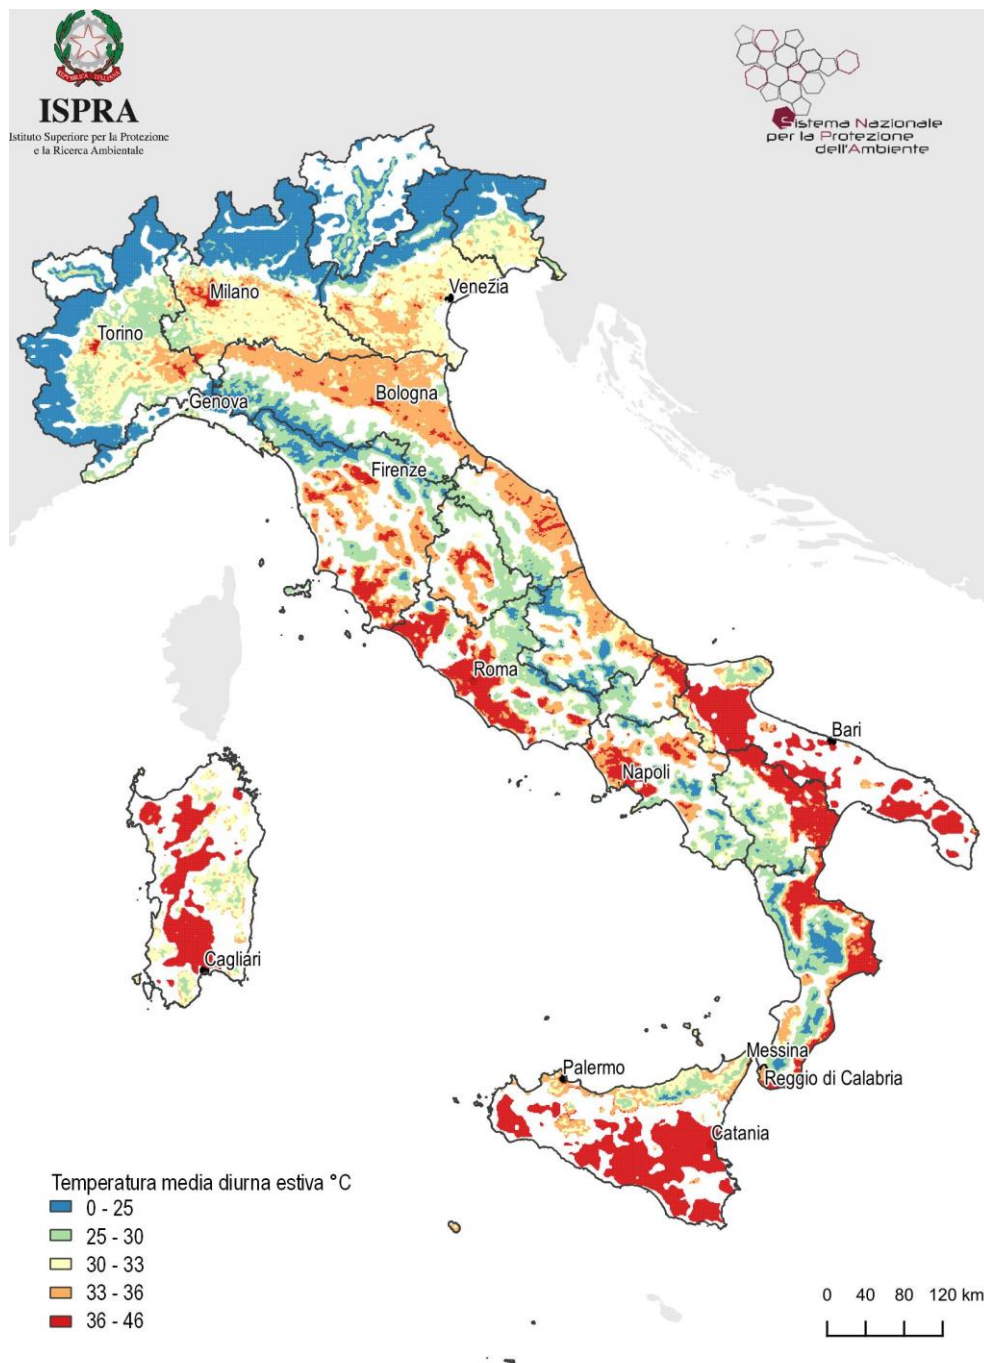 REPVBBLICA ITALIANA
ISPRA
Istituto Superiore per la Protezione
e la Ricerca Ambientale
Sistema Nazionale
per la Protezione
dell'Ambiente
Milano
Venezia
Torino
Genova
Bologna
Firenze
Roma
Bari
Napoli
Cagliari
Messina
Palermo
Reggio di Calabria
Catania
Temperatura media diurna estiva °C
0 - 25
25 - 30
30 - 33
33 - 36
36 - 46
0 40 80 120 km